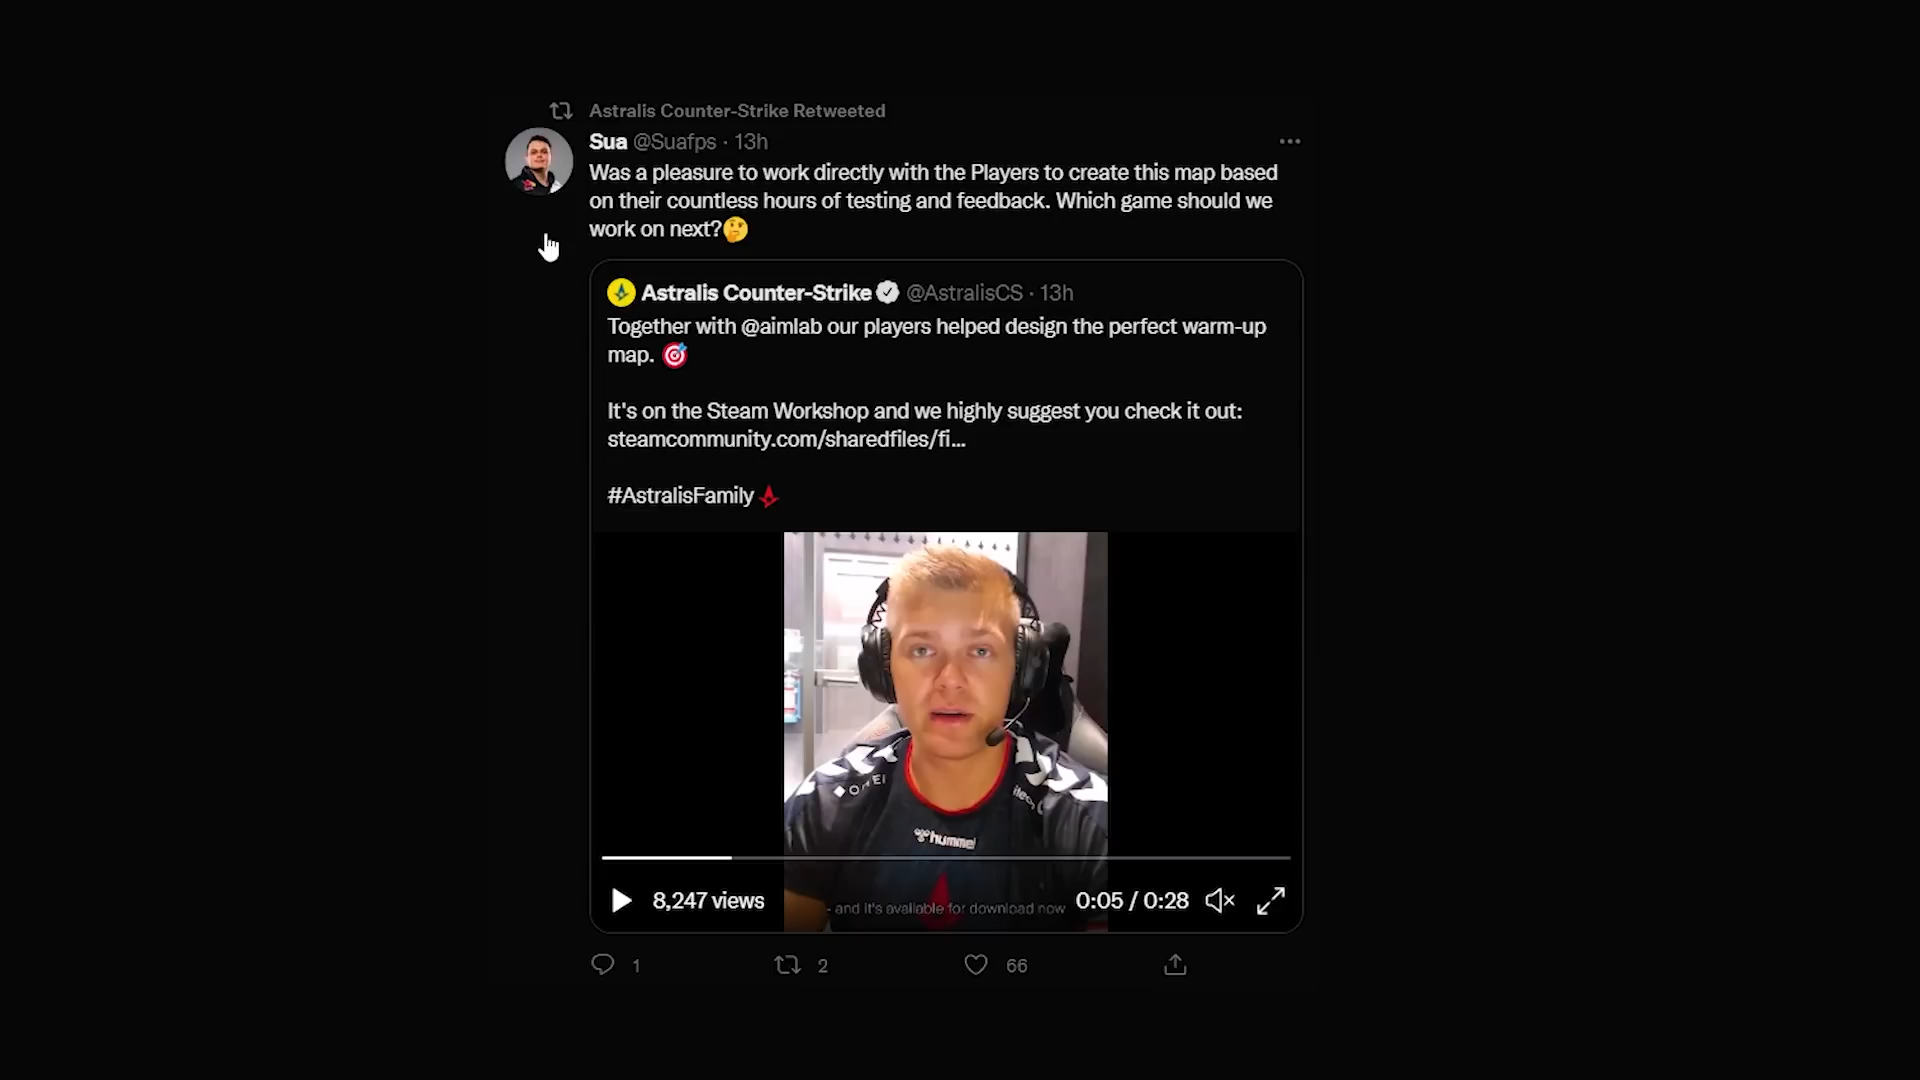 Astralis Counter-Strike Retweeted
Sua @Suafps · 13h
Was a pleasure to work directly with the Players to create this map based
on their countless hours of testing and feedback. Which game should we
work on next?🤔
Astralis Counter-Strike @AstralisCS · 13h
Together with @aimlab our players helped design the perfect warm-up
map. 🎯
It's on the Steam Workshop and we highly suggest you check it out:
steamcommunity.com/sharedfiles/fi...
#AstralisFamily
hummel
- and it's available for download now
8,247 views
0:05 / 0:28
1
2
66